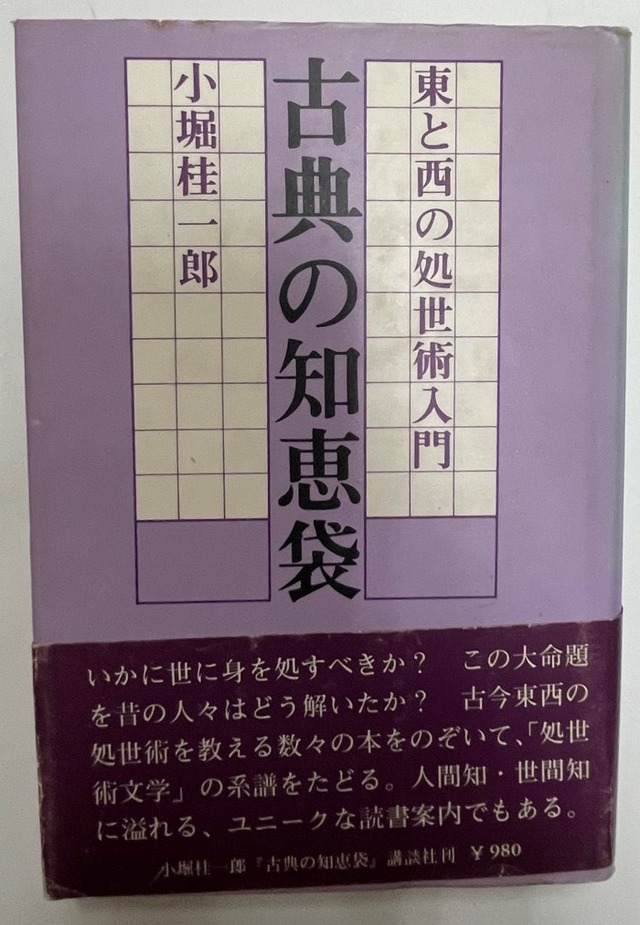 東と西の処世術入門
古典の知恵袋
小堀桂一郎
いかに世に身を処すべきか？　この大命題
を昔の人々はどう解いたか？　古今東西の
処世術を教える数々の本をのぞいて、「処世
術文学」の系譜をたどる。人間知・世間知
に溢れる、ユニークな読書案内でもある。
小堀桂一郎『古典の知恵袋』講談社刊　￥980